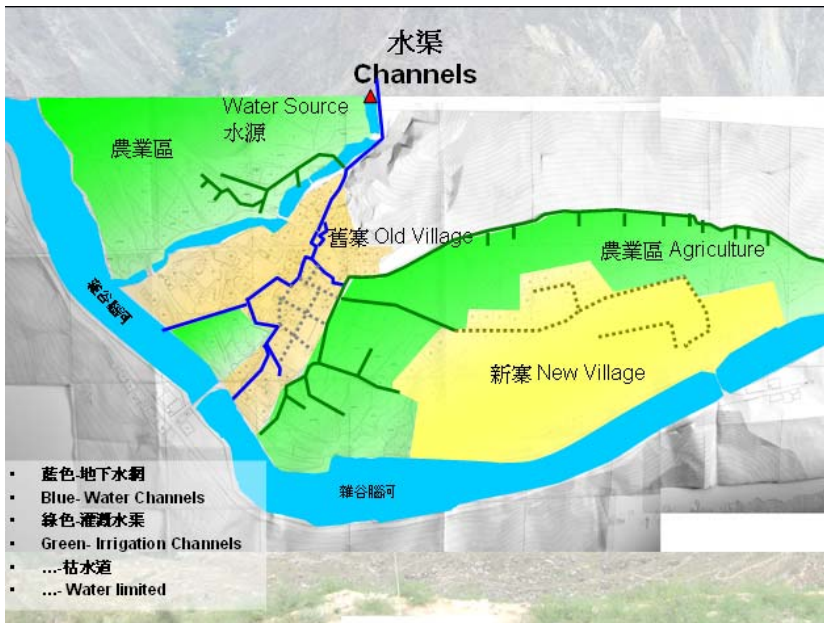 水渠
Channels
Water Source
水源
農業區
舊寨 Old Village
農業區 Agriculture
雜谷腦河
新寨 New Village
雜谷腦河
▪ 藍色-地下水網
▪ Blue- Water Channels
▪ 綠色-灌溉水渠
▪ Green- Irrigation Channels
▪ ...-枯水道
▪ ...- Water limited